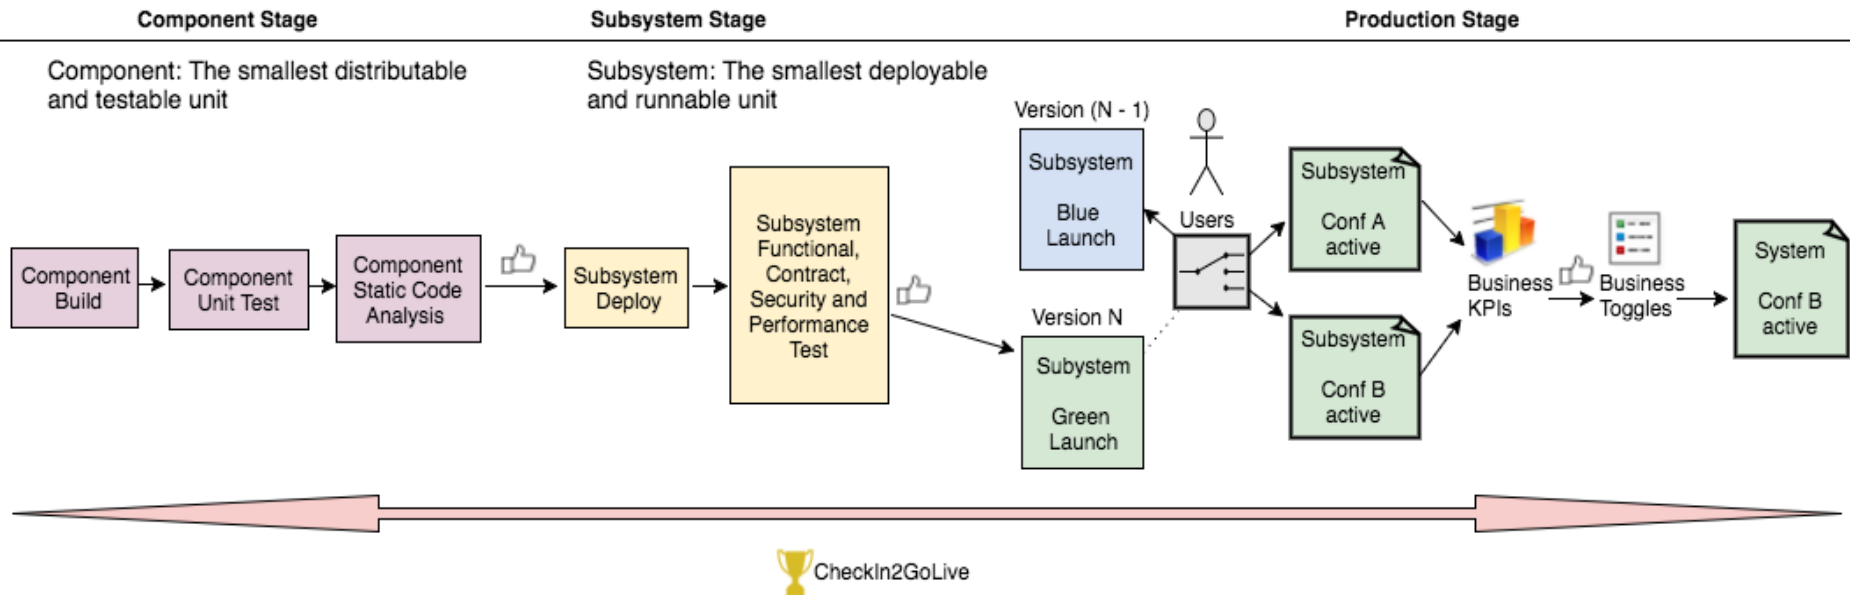 Component Stage
Subsystem Stage
Production Stage
Component: The smallest distributable
and testable unit
Subsystem: The smallest deployable
and runnable unit
Component
Build
Component
Unit Test
Component
Static Code
Analysis
Subsystem
Deploy
Subsystem
Functional,
Contract,
Security and
Performance
Test
Version (N - 1)
Subsystem
Blue
Launch
Version N
Subystem
Green
Launch
Users
Subsystem
Conf A
active
Subsystem
Conf B
active
Business
KPIs
Business
Toggles
System
Conf B
active
CheckIn2GoLive